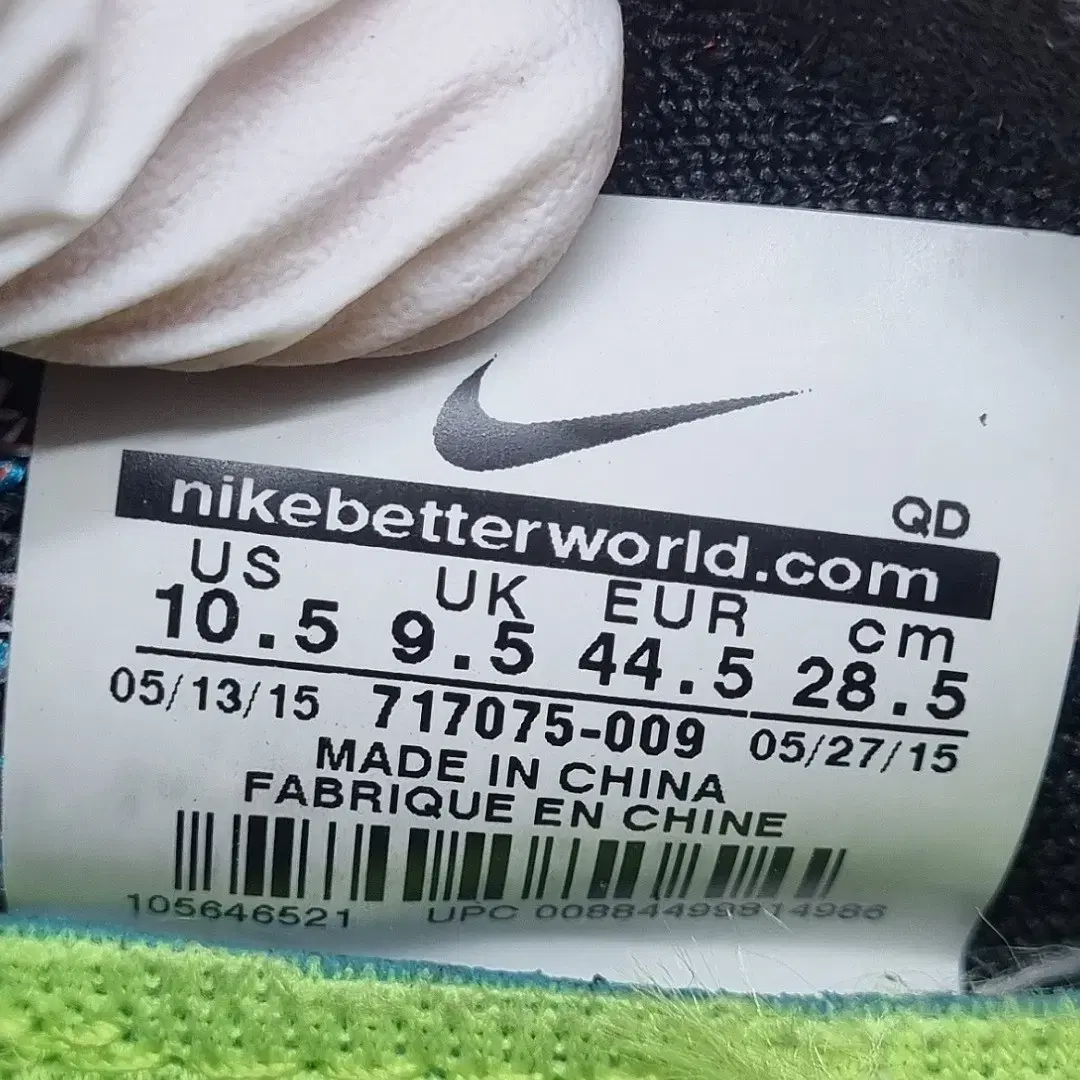 QD
nikebetterworld.com
US UK EUR cm
10.5 9.5 44.5 28.5
05/13/15 717075-009 05/27/15
MADE IN CHINA
FABRIQUE EN CHINE
105646521 UPC